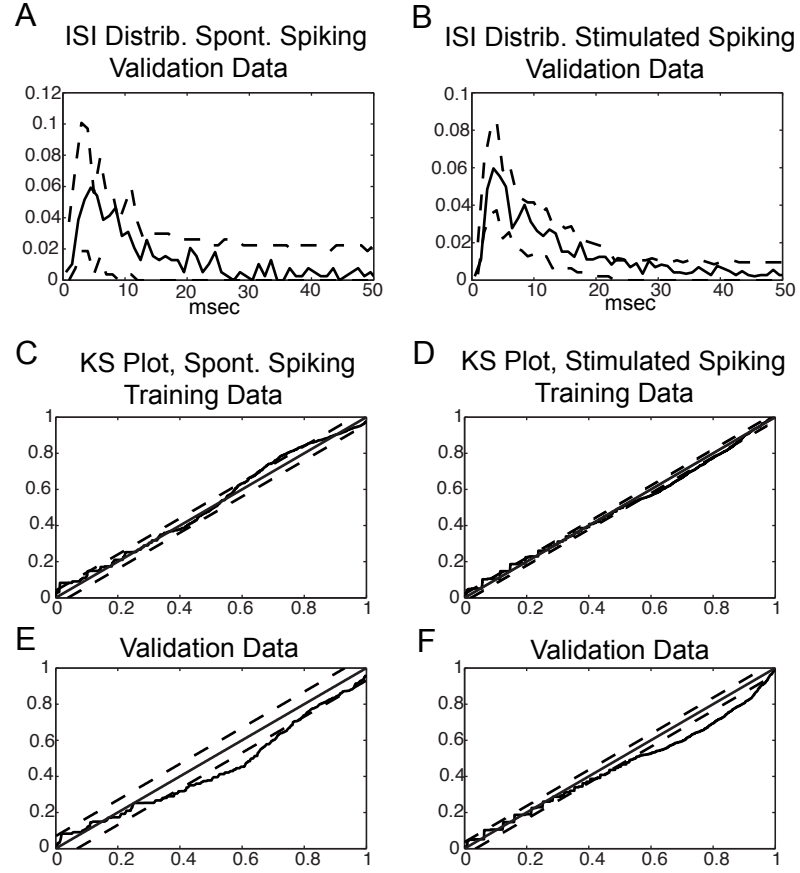 A
ISI Distrib. Spont. Spiking
Validation Data
0.12
0.1
0.08
0.06
0.04
0.02
0
0 10 20 30 40 50
msec
B
ISI Distrib. Stimulated Spiking
Validation Data
0.1
0.08
0.06
0.04
0.02
0
0 10 20 30 40 50
msec
C
KS Plot, Spont. Spiking
Training Data
1
0.8
0.6
0.4
0.2
0
0 0.2 0.4 0.6 0.8 1
D
KS Plot, Stimulated Spiking
Training Data
1
0.8
0.6
0.4
0.2
0
0 0.2 0.4 0.6 0.8 1
E
Validation Data
1
0.8
0.6
0.4
0.2
0
0 0.2 0.4 0.6 0.8 1
F
Validation Data
1
0.8
0.6
0.4
0.2
0
0 0.2 0.4 0.6 0.8 1